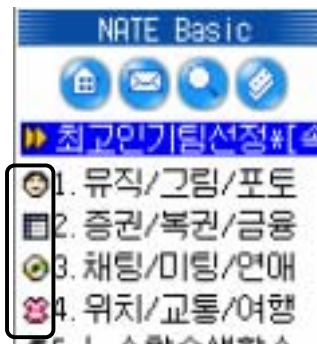 NATE Basic
최고인기팅선정*[속
1. 뮤직/그림/포토
2. 증권/복권/금융
3. 채팅/미팅/연애
4. 위치/교통/여행